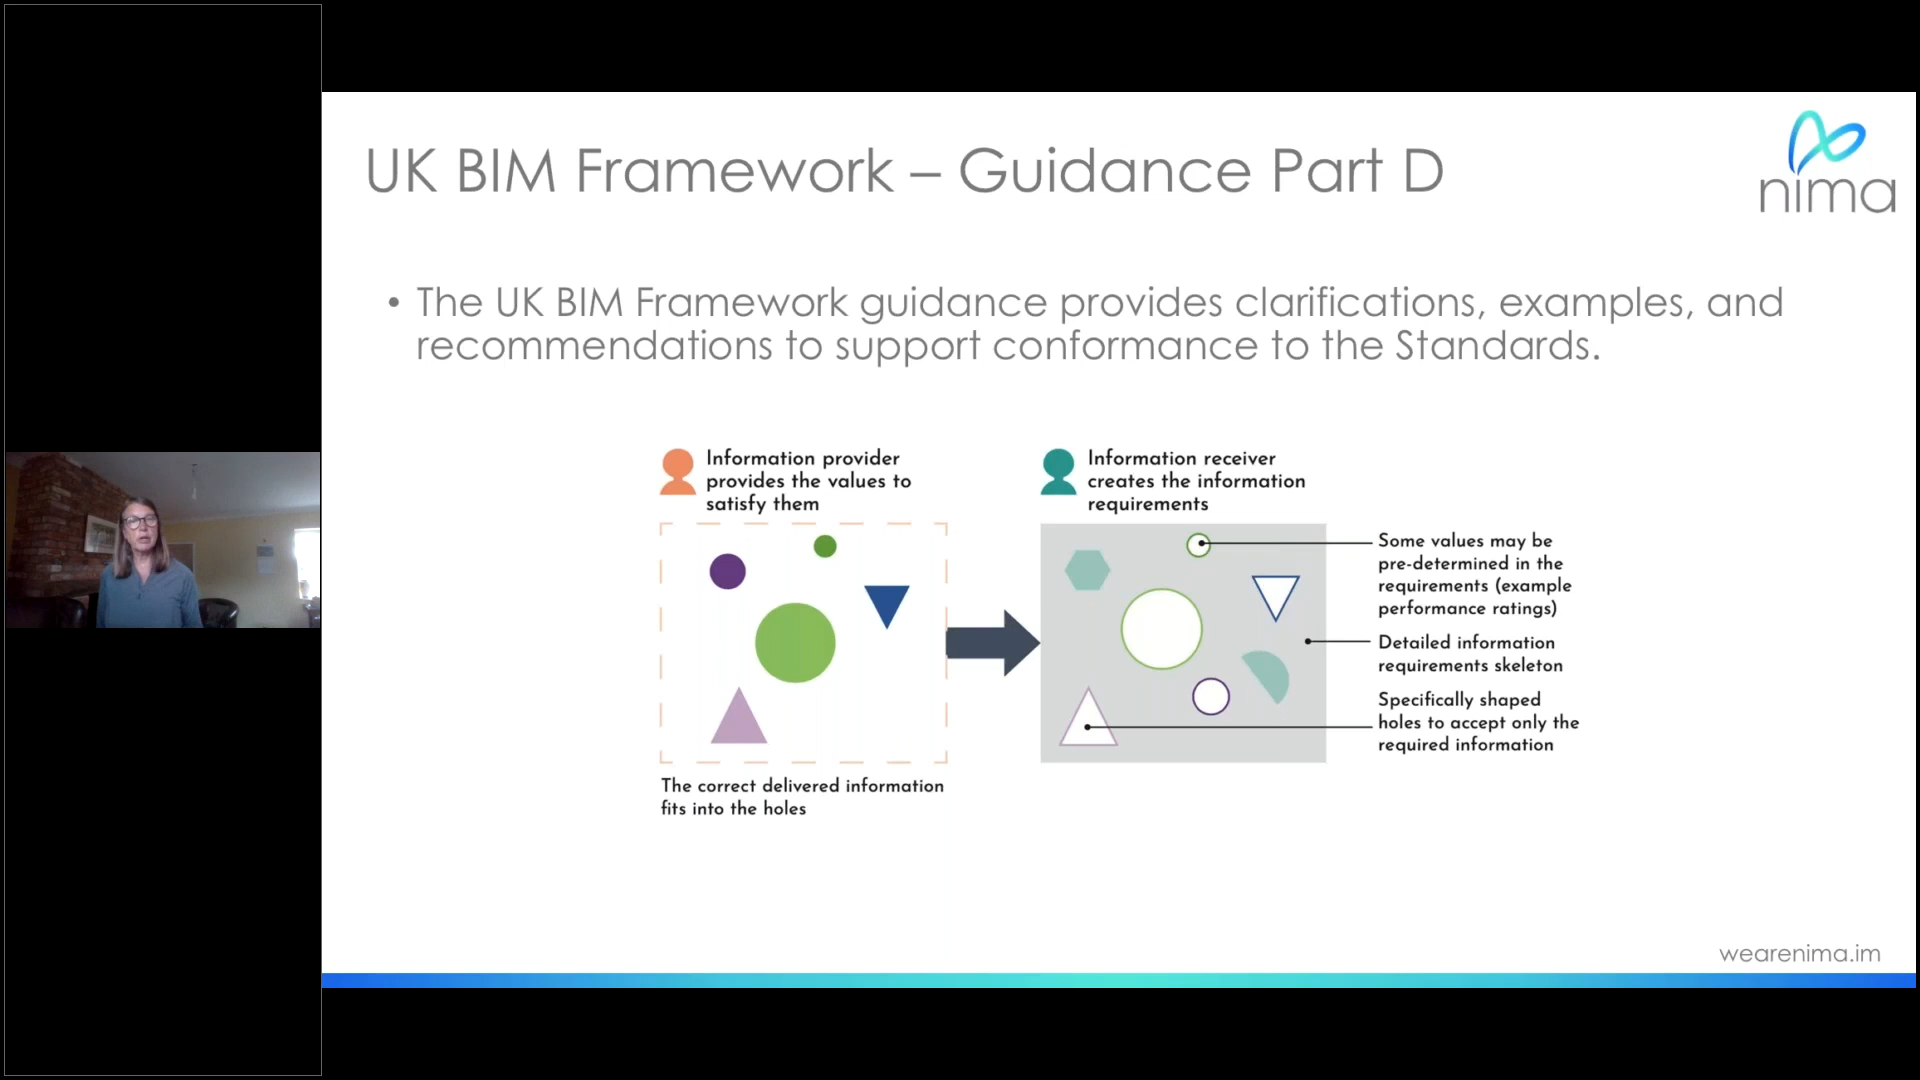 UK BIM Framework – Guidance Part D
nima
• The UK BIM Framework guidance provides clarifications, examples, and
recommendations to support conformance to the Standards.
Information provider
provides the values to
satisfy them
Information receiver
creates the information
requirements
Some values may be
pre-determined in the
requirements (example
performance ratings)
Detailed information
requirements skeleton
Specifically shaped
holes to accept only the
required information
The correct delivered information
fits into the holes
wearenima.im